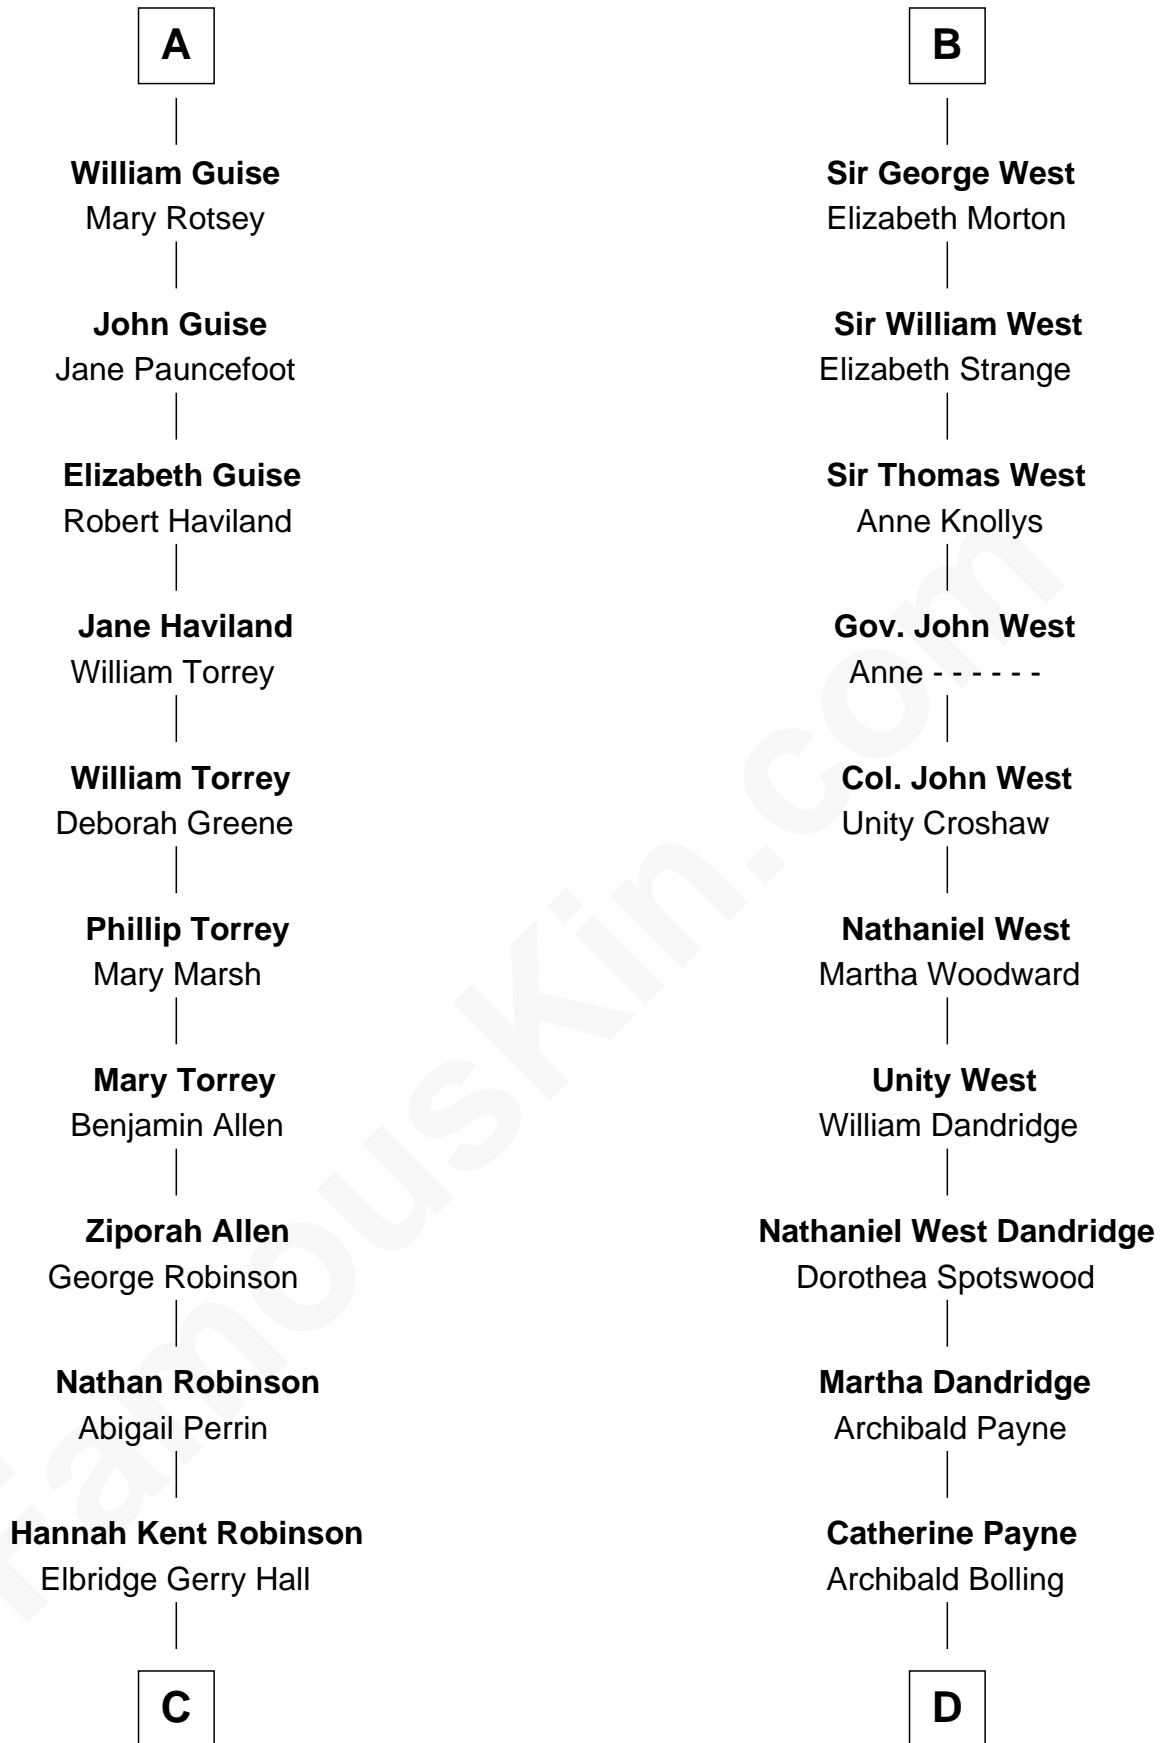 A
William Guise
Mary Rotsey
John Guise
Jane Pauncefoot
Elizabeth Guise
Robert Haviland
Jane Haviland
William Torrey
William Torrey
Deborah Greene
Phillip Torrey
Mary Marsh
Mary Torrey
Benjamin Allen
Ziporah Allen
George Robinson
Nathan Robinson
Abigail Perrin
Hannah Kent Robinson
Elbridge Gerry Hall
C
B
Sir George West
Elizabeth Morton
Sir William West
Elizabeth Strange
Sir Thomas West
Anne Knollys
Gov. John West
Anne - - - - - -
Col. John West
Unity Croshaw
Nathaniel West
Martha Woodward
Unity West
William Dandridge
Nathaniel West Dandridge
Dorothea Spotswood
Martha Dandridge
Archibald Payne
Catherine Payne
Archibald Bolling
D
famouskin.com